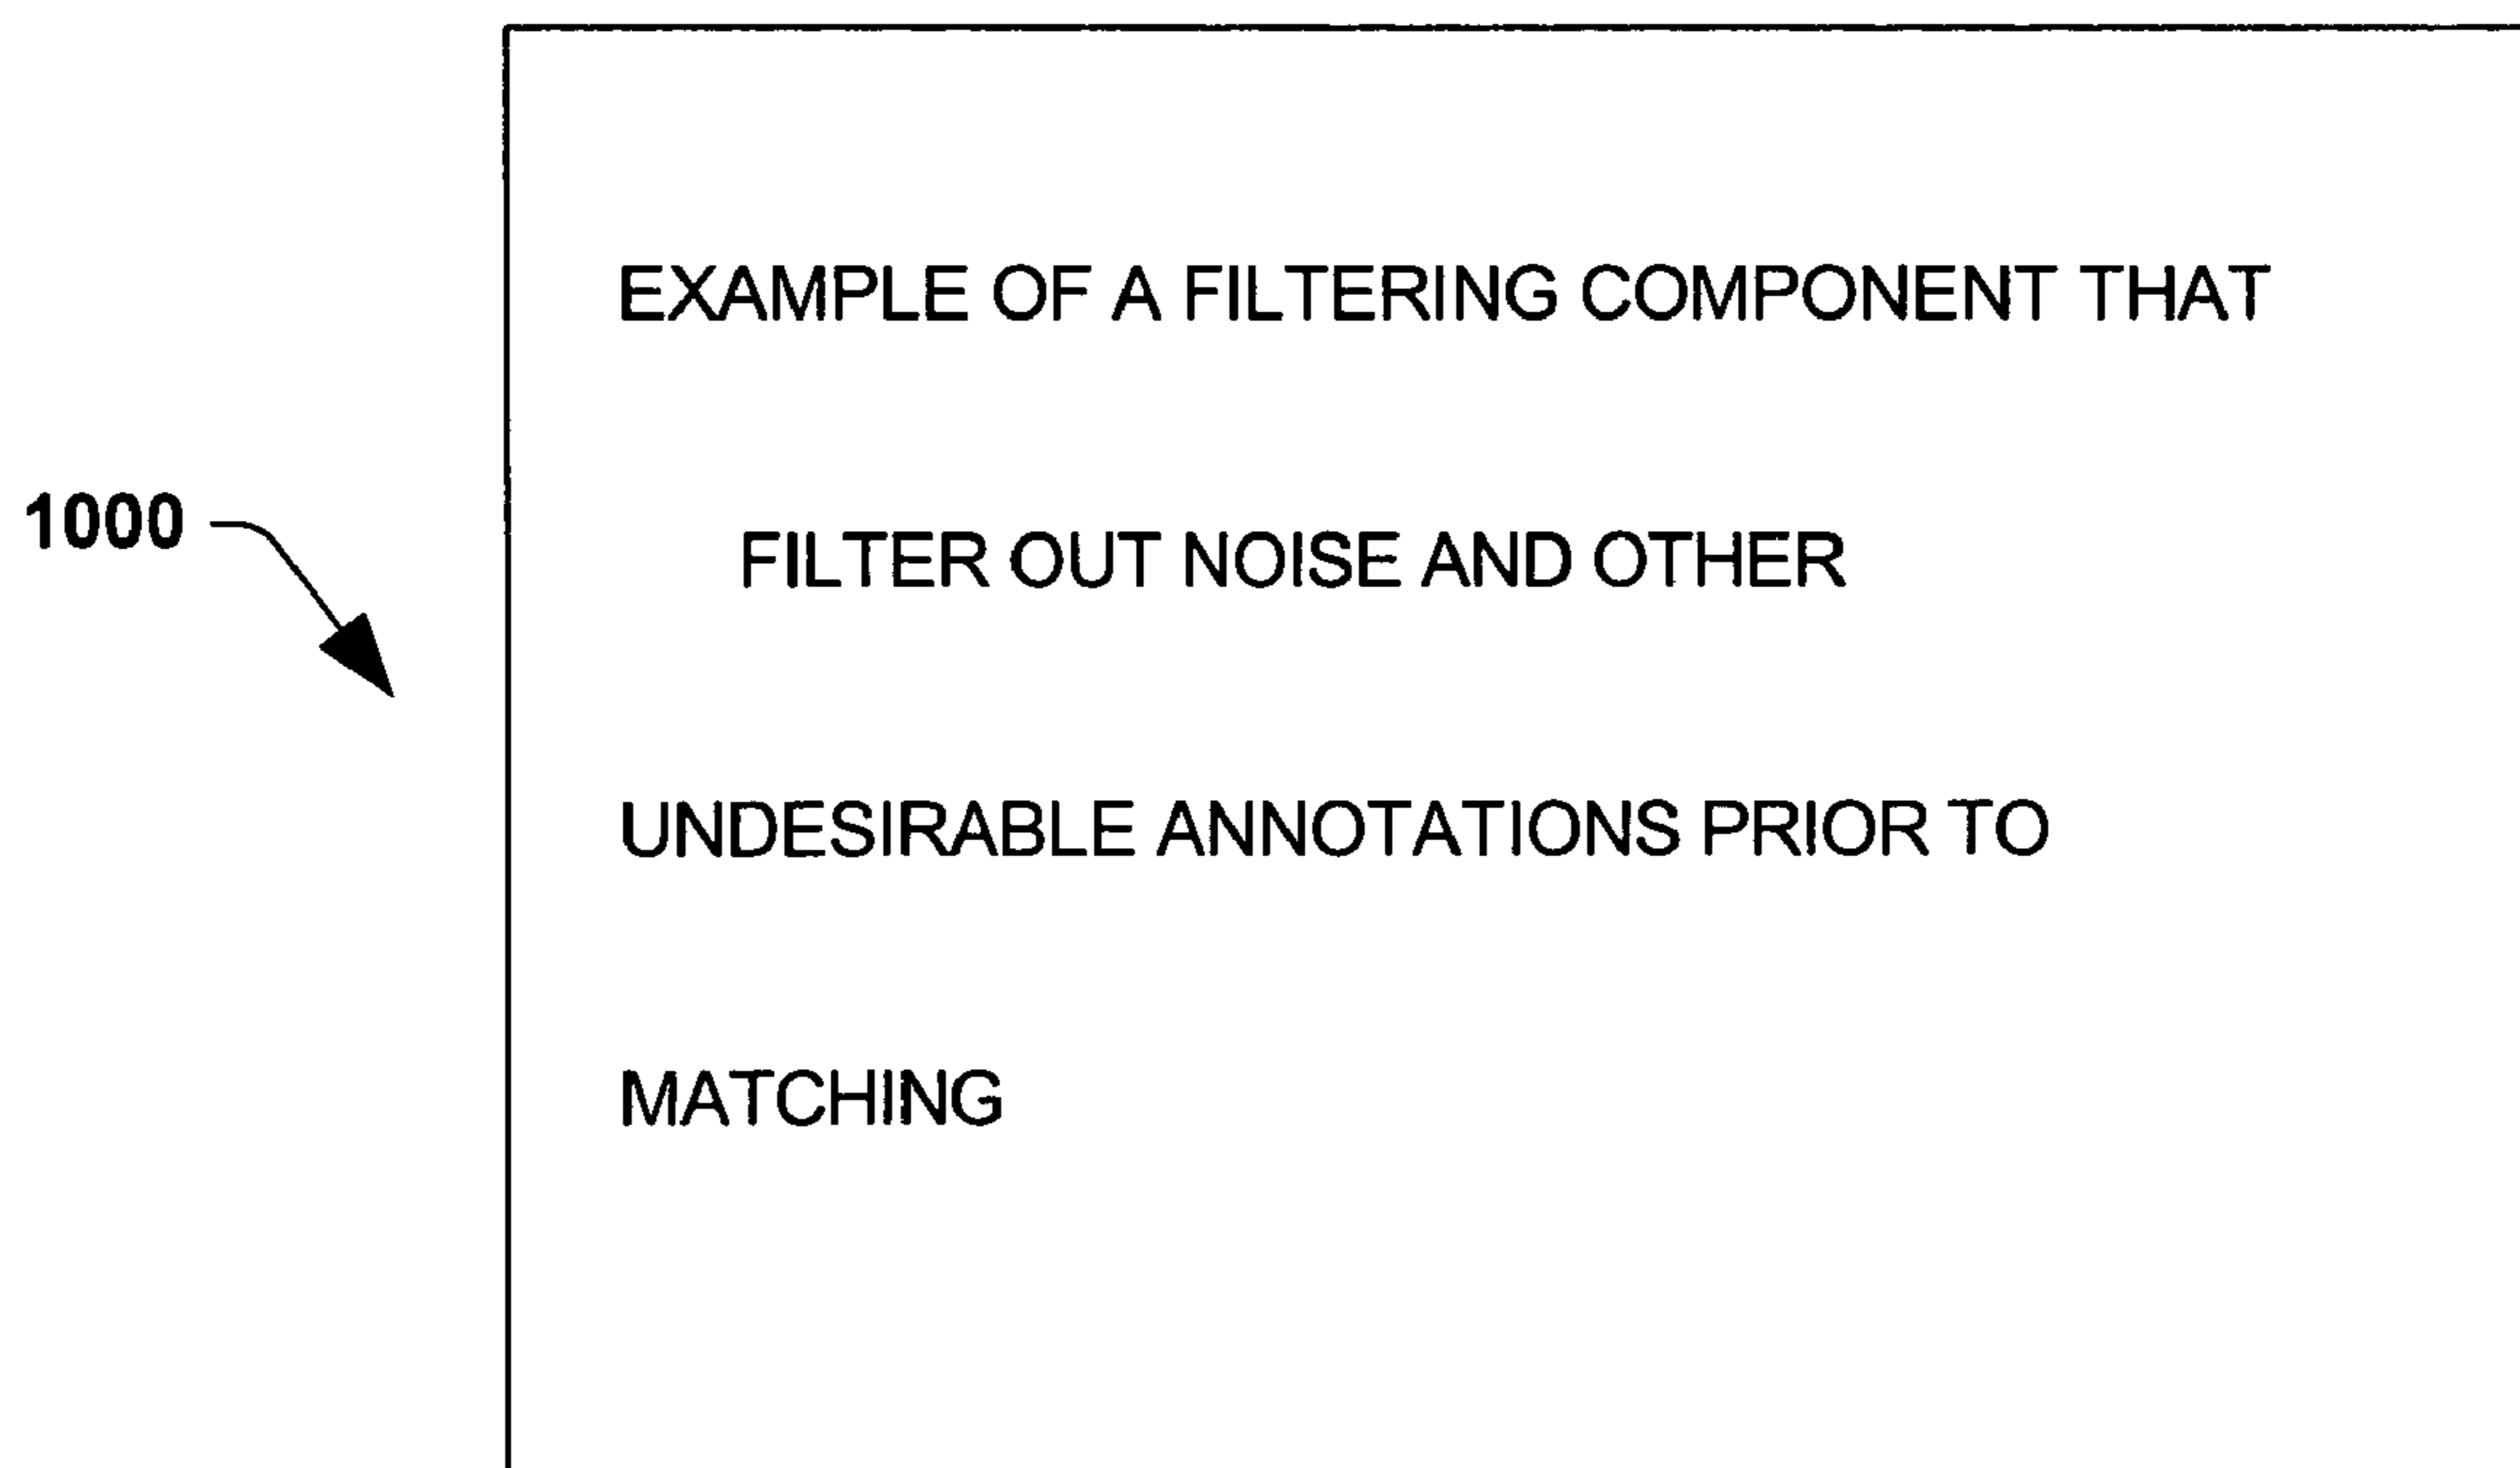 EXAMPLE OF A FILTERING COMPONENT THAT
1000
FILTER OUT NOISE AND OTHER
UNDESIRABLE ANNOTATIONS PRIOR TO
MATCHING